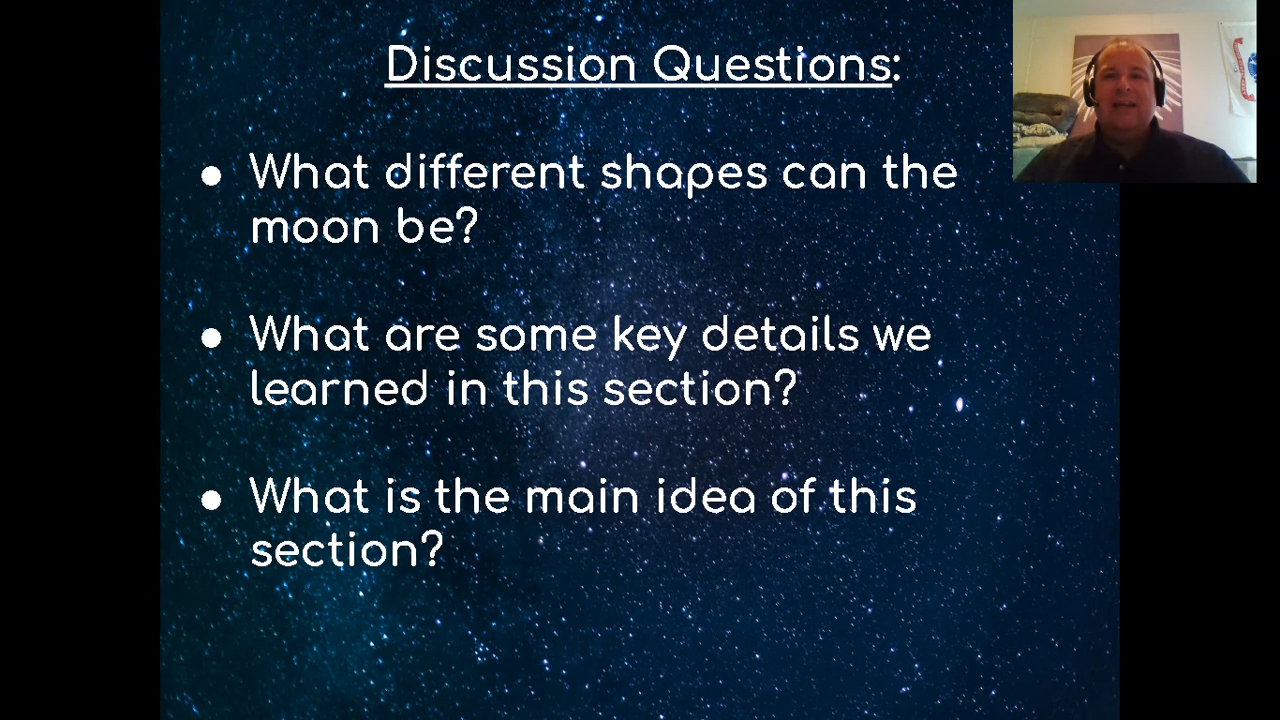 Discussion Questions:
● What different shapes can the
moon be?
● What are some key details we
learned in this section?
● What is the main idea of this
section?